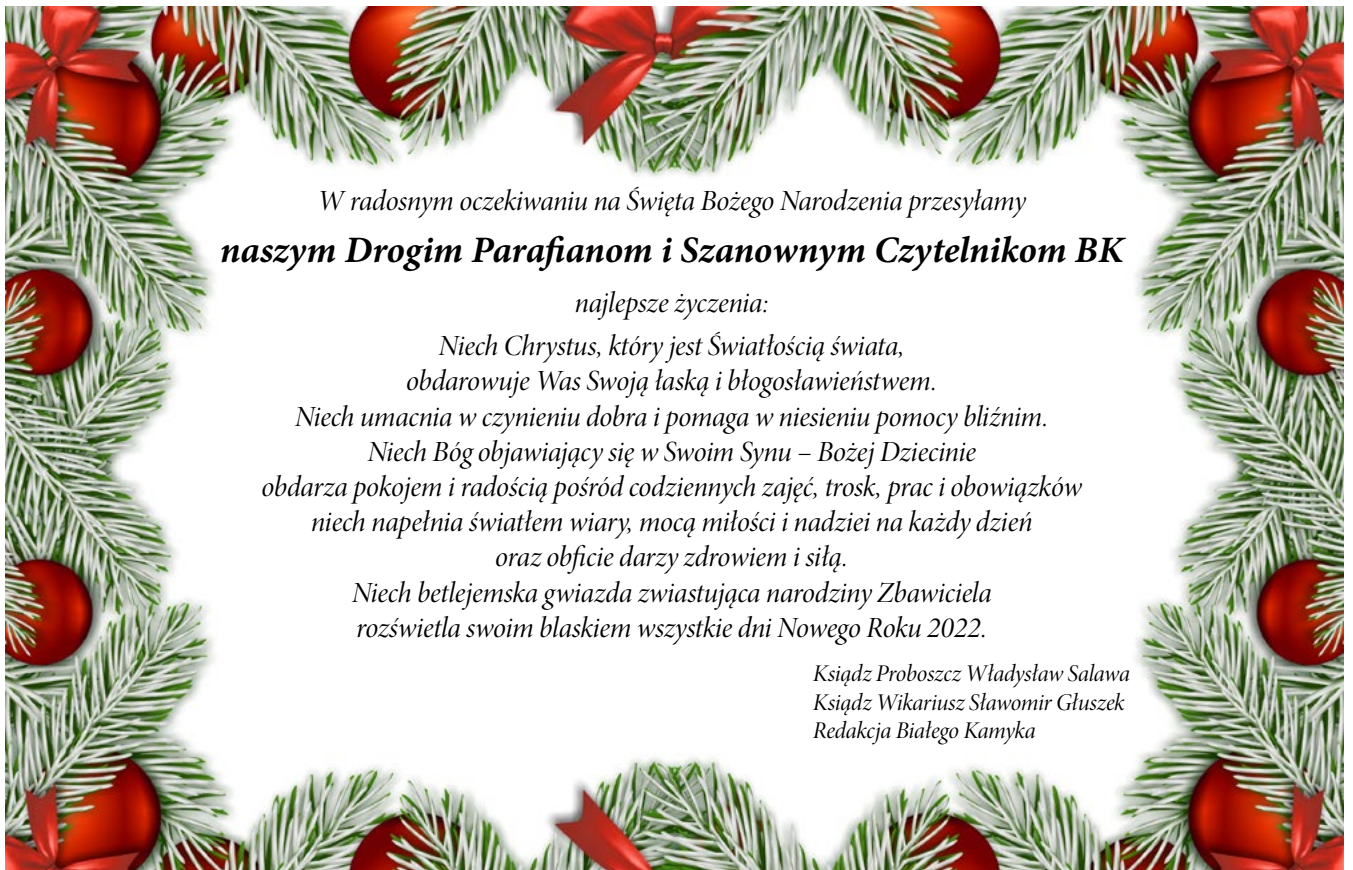 W radosnym oczekiwaniu na Święta Bożego Narodzenia przesyłamy
naszym Drogim Parafianom i Szanownym Czytelnikom BK
najlepsze życzenia:
Niech Chrystus, który jest Światłością świata,
obdarowuje Was Swoją łaską i błogosławieństwem.
Niech umacnia w czynieniu dobra i pomaga w niesieniu pomocy bliźnim.
Niech Bóg objawiający się w Swoim Synu – Bożej Dziecinie
obdarza pokojem i radością pośród codziennych zajęć, trosk, prac i obowiązków
niech napełnia światłem wiary, mocą miłości i nadziei na każdy dzień
oraz obficie darzy zdrowiem i siłą.
Niech betlejemska gwiazda zwiastująca narodziny Zbawiciela
rozświetla swoim blaskiem wszystkie dni Nowego Roku 2022.
Ksiądz Proboszcz Władysław Salawa
Ksiądz Wikariusz Sławomir Głuszek
Redakcja Białego Kamyka